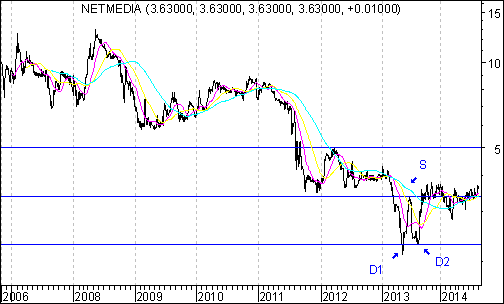 NETMEDIA (3.63000, 3.63000, 3.63000, 3.63000, +0.01000)
15
10
5
S
D1
D2
2006 2007 2008 2009 2010 2011 2012 2013 2014